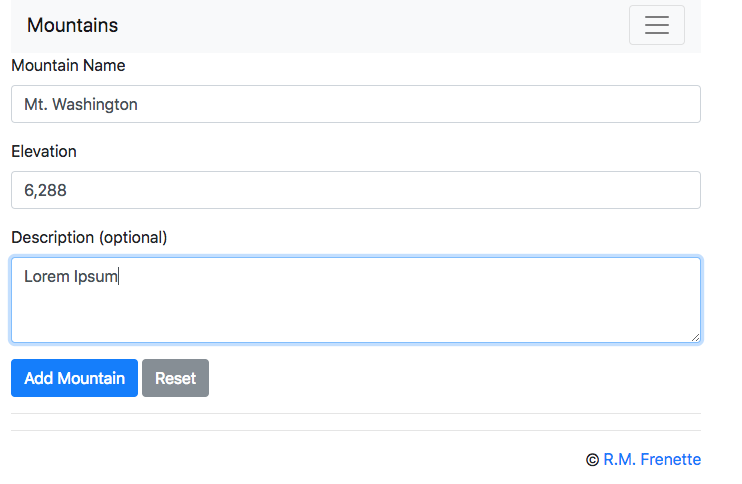 Mountains
Mountain Name
Mt. Washington
Elevation
6,288
Description (optional)
Lorem Ipsum
Add Mountain Reset
© R.M. Frenette